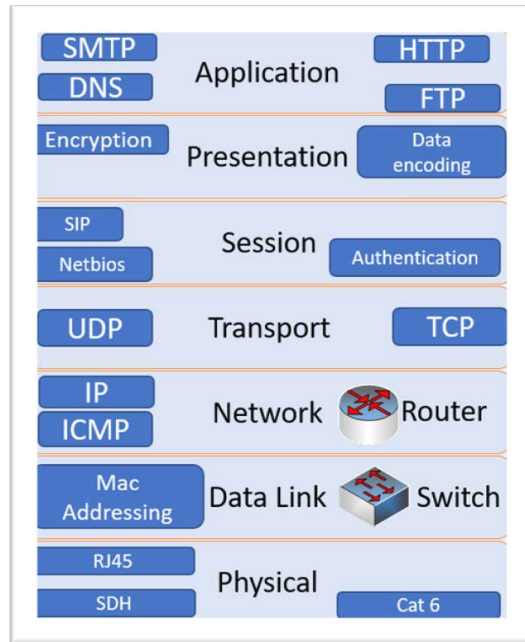 SMTP
HTTP
Application
DNS
FTP
Encryption
Data
encoding
Presentation
SIP
Session
Netbios
Authentication
UDP
Transport
TCP
IP
Network
Router
ICMP
Mac
Addressing
Data Link
Switch
RJ45
Physical
SDH
Cat 6